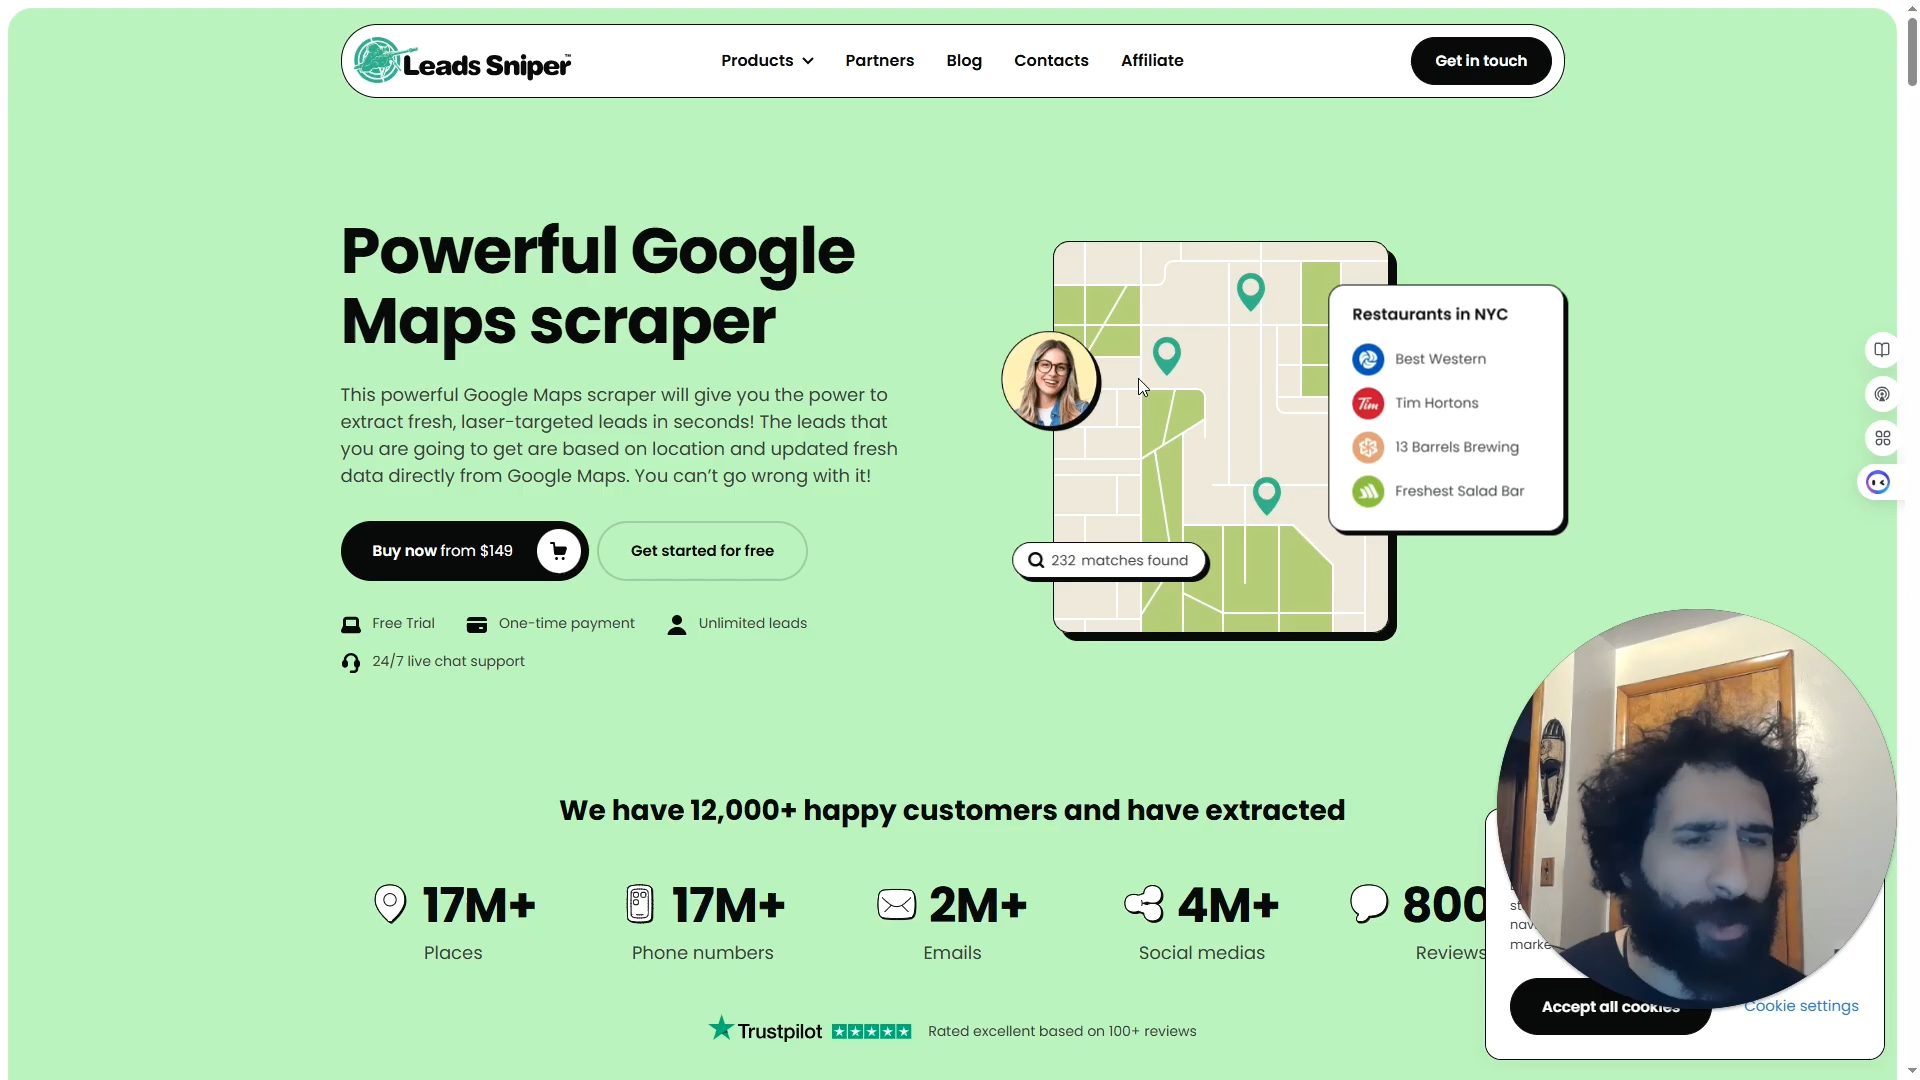 Leads Sniper™
Products
Partners
Blog
Contacts
Affiliate
Get in touch
Powerful Google
Maps scraper
This powerful Google Maps scraper will give you the power to
extract fresh, laser-targeted leads in seconds! The leads that
you are going to get are based on location and updated fresh
data directly from Google Maps. You can’t go wrong with it!
Buy now from $149
Get started for free
Free Trial
One-time payment
Unlimited leads
24/7 live chat support
Restaurants in NYC
Best Western
Tim
Tim Hortons
13 Barrels Brewing
Freshest Salad Bar
232 matches found
We have 12,000+ happy customers and have extracted
17M+
Places
17M+
Phone numbers
2M+
Emails
4M+
Social medias
800
Reviews
Trustpilot
Rated excellent based on 100+ reviews
Accept all cookies
Cookie settings